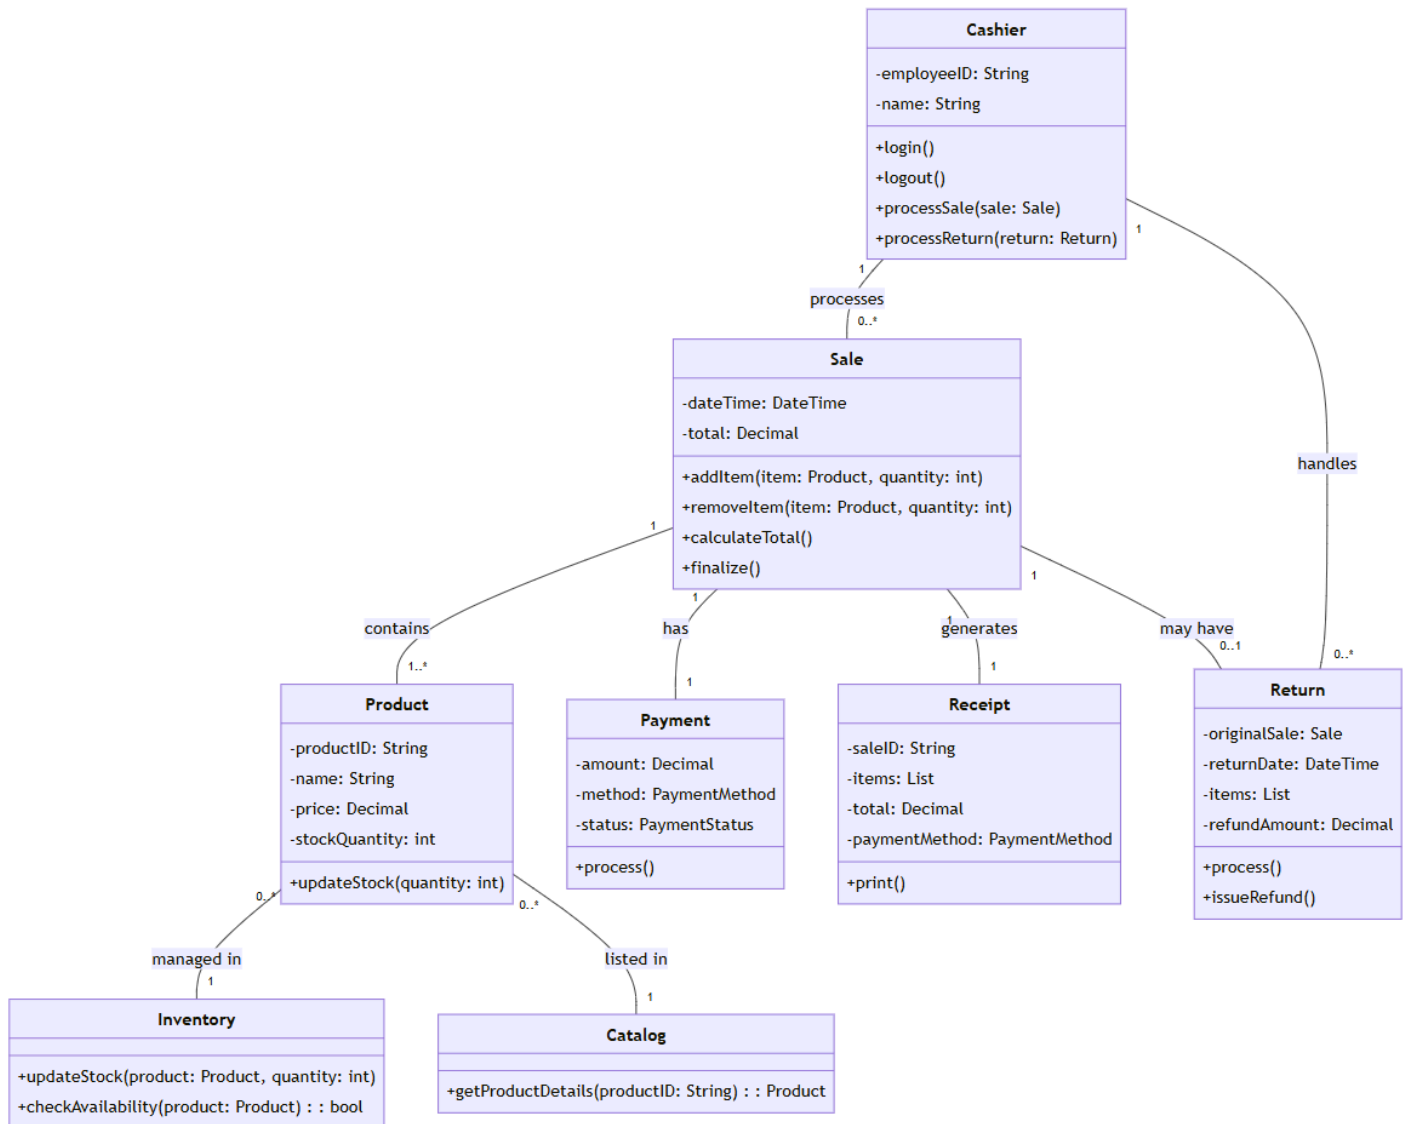 Cashier
-employeeID: String
-name: String
+login()
+logout()
+processSale(sale: Sale)
+processReturn(return: Return)
1
1
processes
0..*
handles
0..*
Sale
-dateTime: DateTime
-total: Decimal
+addItem(item: Product, quantity: int)
+removeItem(item: Product, quantity: int)
+calculateTotal()
+finalize()
1
contains
1..*
1
has
1
1
generates
1
1
may have
0..1
Product
-productID: String
-name: String
-price: Decimal
-stockQuantity: int
+updateStock(quantity: int)
Payment
-amount: Decimal
-method: PaymentMethod
-status: PaymentStatus
+process()
Receipt
-saleID: String
-items: List
-total: Decimal
-paymentMethod: PaymentMethod
+print()
Return
-originalSale: Sale
-returnDate: DateTime
-items: List
-refundAmount: Decimal
+process()
+issueRefund()
0..*
managed in
1
0..*
listed in
1
Inventory
+updateStock(product: Product, quantity: int)
+checkAvailability(product: Product) : : bool
Catalog
+getProductDetails(productID: String) : : Product